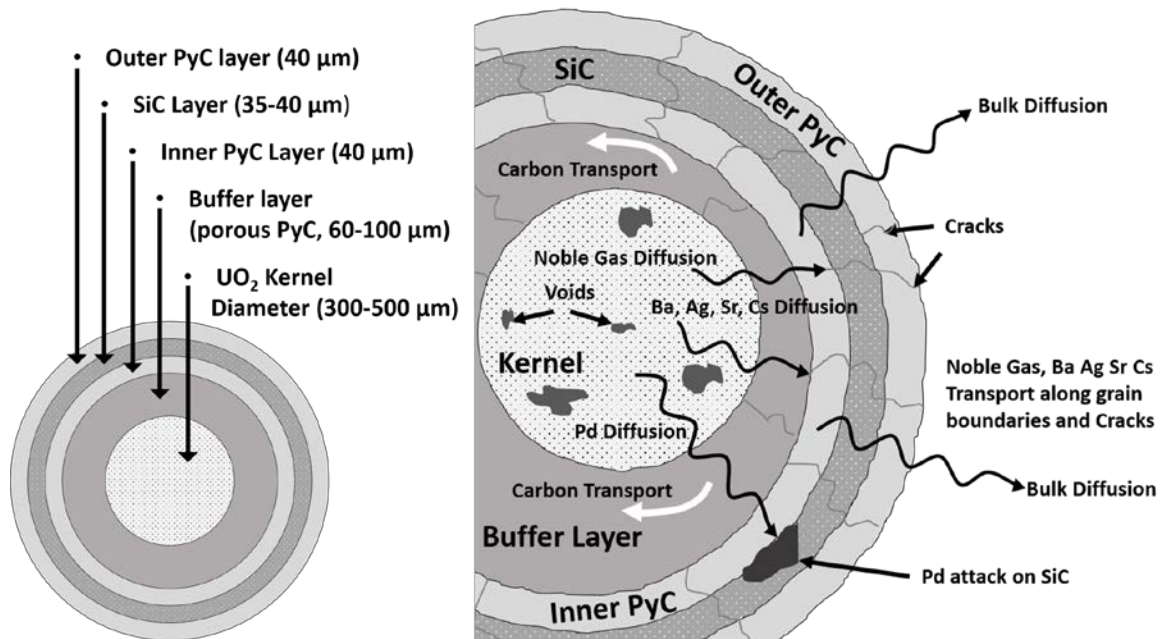 • Outer PyC layer (40 µm)
• SiC Layer (35-40 µm)
• Inner PyC Layer (40 µm)
• Buffer layer
(porous PyC, 60-100 µm)
• UO₂ Kernel
Diameter (300-500 µm)
SiC
Outer PyC
Bulk Diffusion
Carbon Transport
Cracks
Noble Gas Diffusion
Voids
Ba, Ag, Sr, Cs Diffusion
Kernel
Noble Gas, Ba Ag Sr Cs
Transport along grain
boundaries and Cracks
Pd Diffusion
Carbon Transport
Bulk Diffusion
Buffer Layer
Pd attack on SiC
Inner PyC